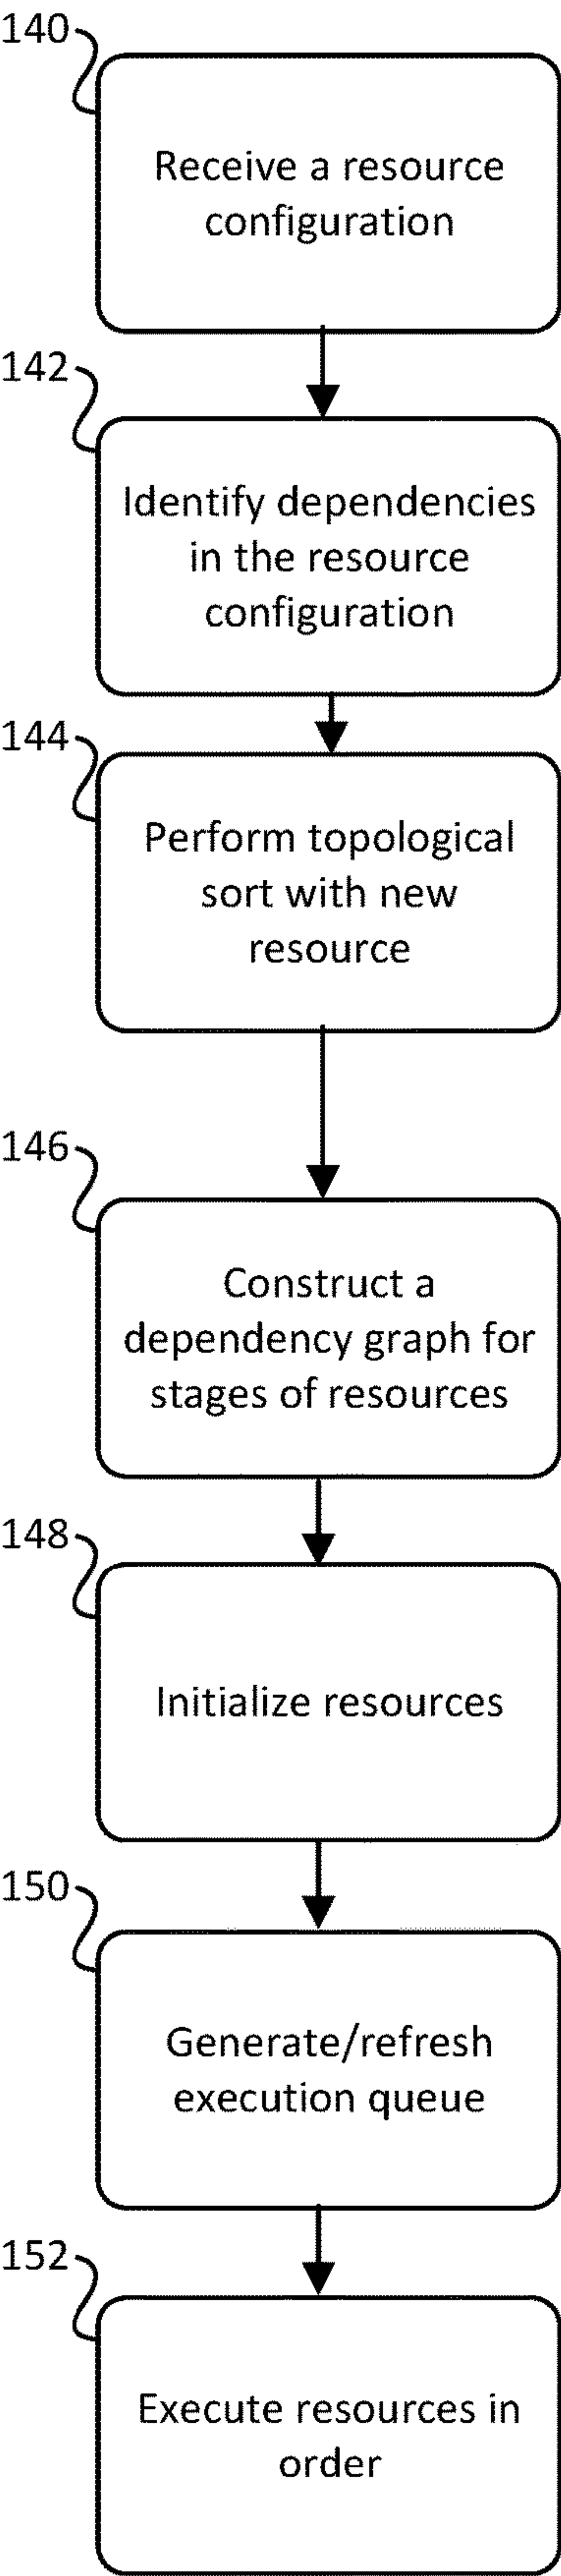 140
Receive a resource
configuration
142
Identify dependencies
in the resource
configuration
144
Perform topological
sort with new
resource
146
Construct a
dependency graph for
stages of resources
148
Initialize resources
150
Generate/refresh
execution queue
152
Execute resources in
order